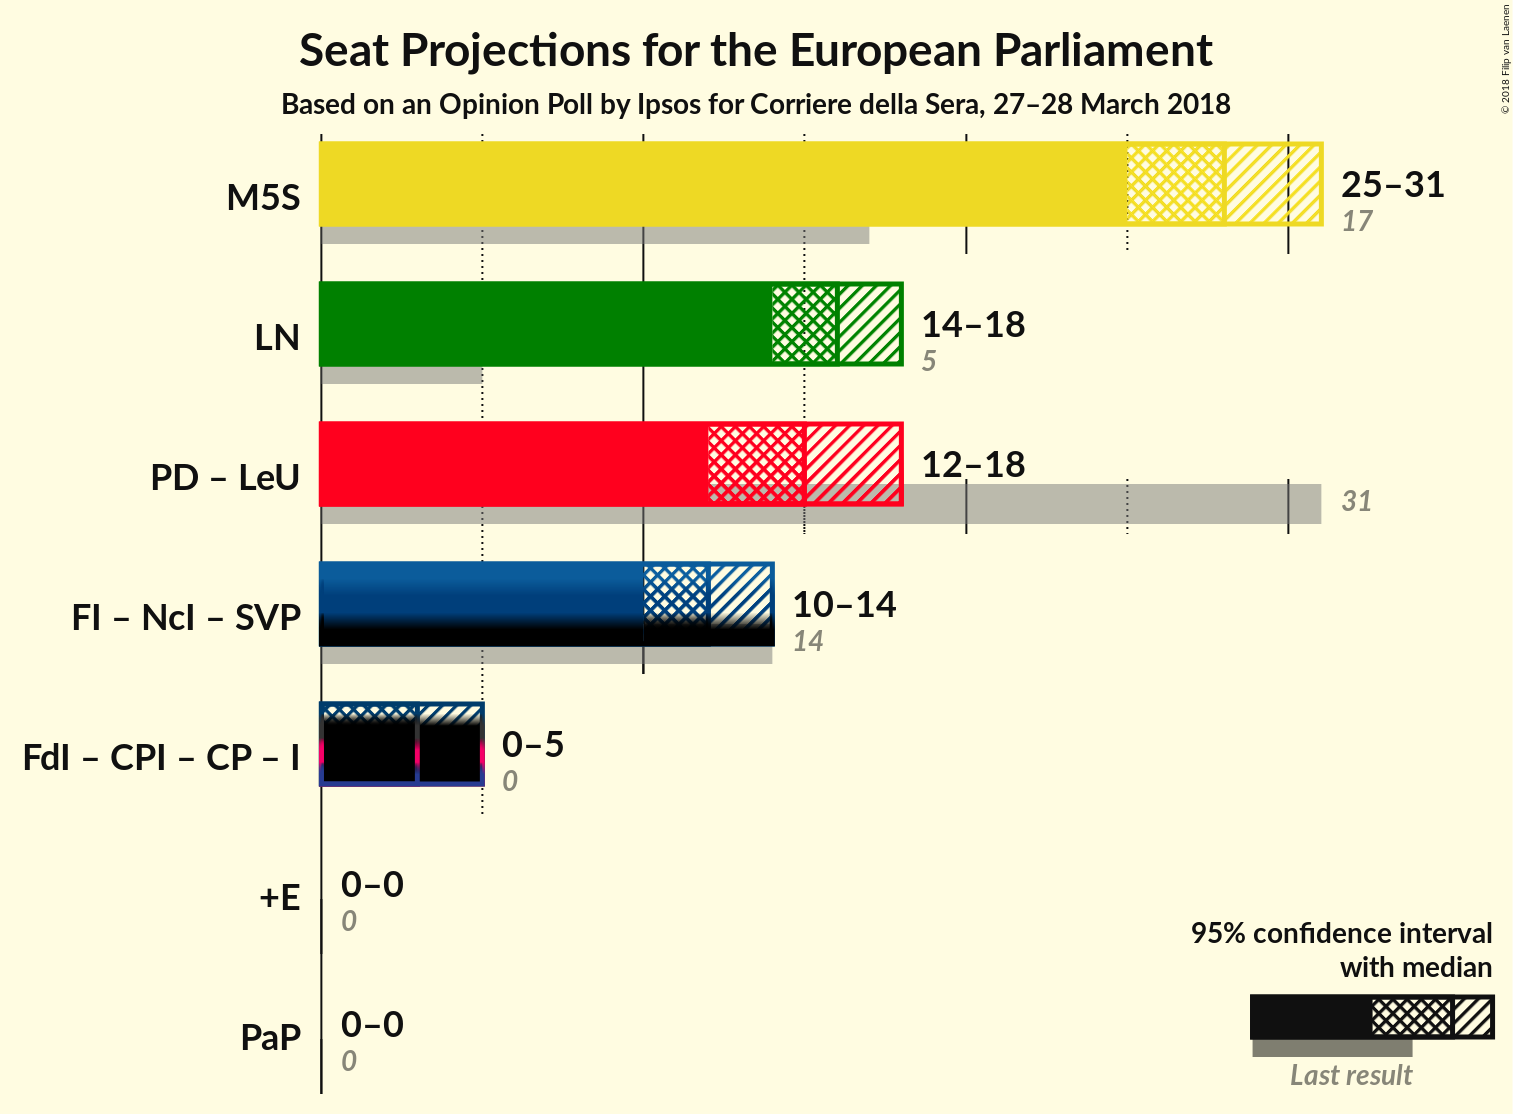 Seat Projections for the European Parliament
Based on an Opinion Poll by Ipsos for Corriere della Sera, 27–28 March 2018
© 2018 Filip van Laenen
M5S
25–31
17
LN
14–18
5
PD – LeU
12–18
31
FI – NcI – SVP
10–14
14
FdI – CPI – CP – I
0–5
0
+E
0–0
0
PaP
0–0
0
95% confidence interval
with median
Last result